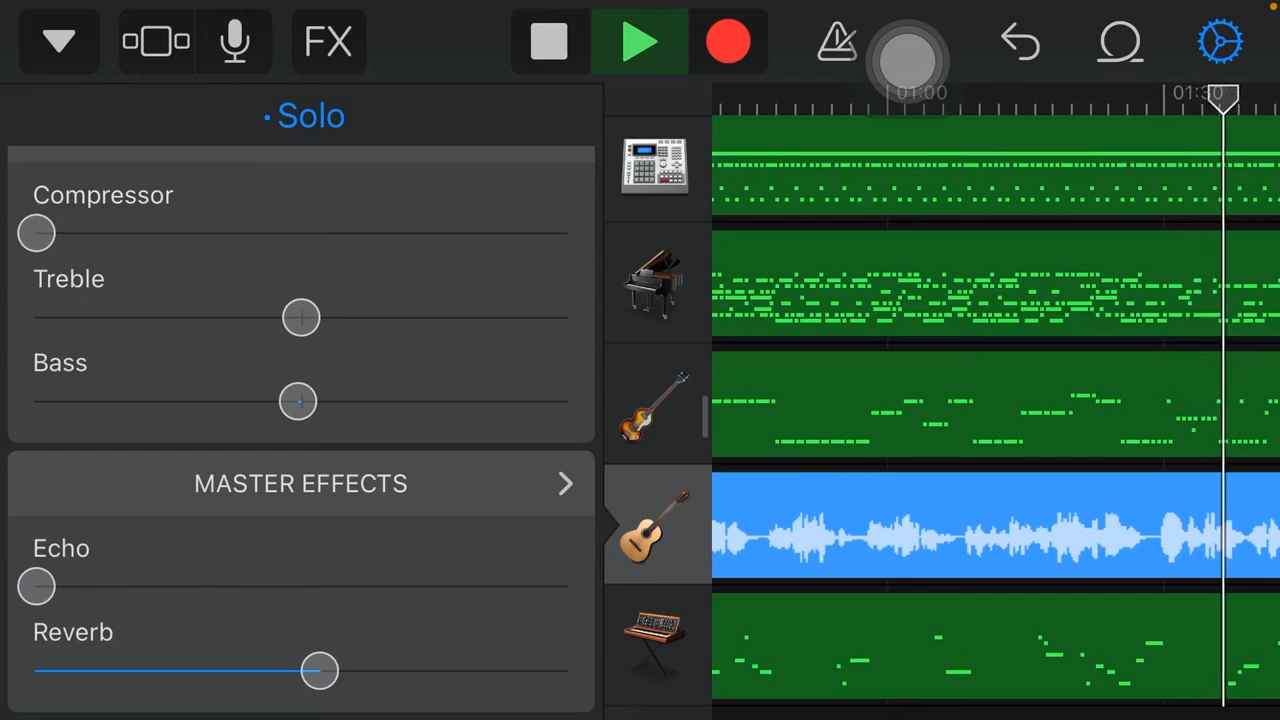 FX
01:00
01:30
• Solo
Compressor
Treble
Bass
MASTER EFFECTS
Echo
Reverb